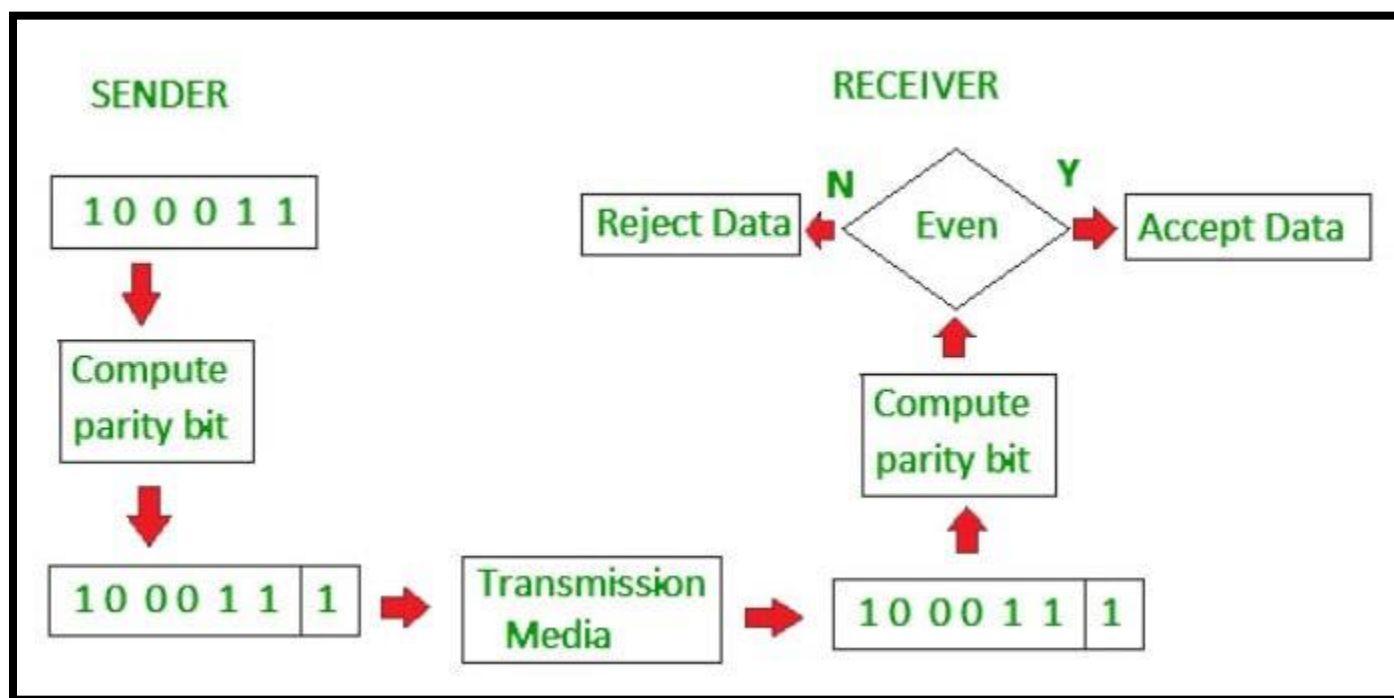 SENDER
1 0 0 0 1 1
Compute
parity bit
1 0 0 0 1 1 1
Transmission
Media
RECEIVER
1 0 0 0 1 1 1
Compute
parity bit
Even
N
Reject Data
Y
Accept Data